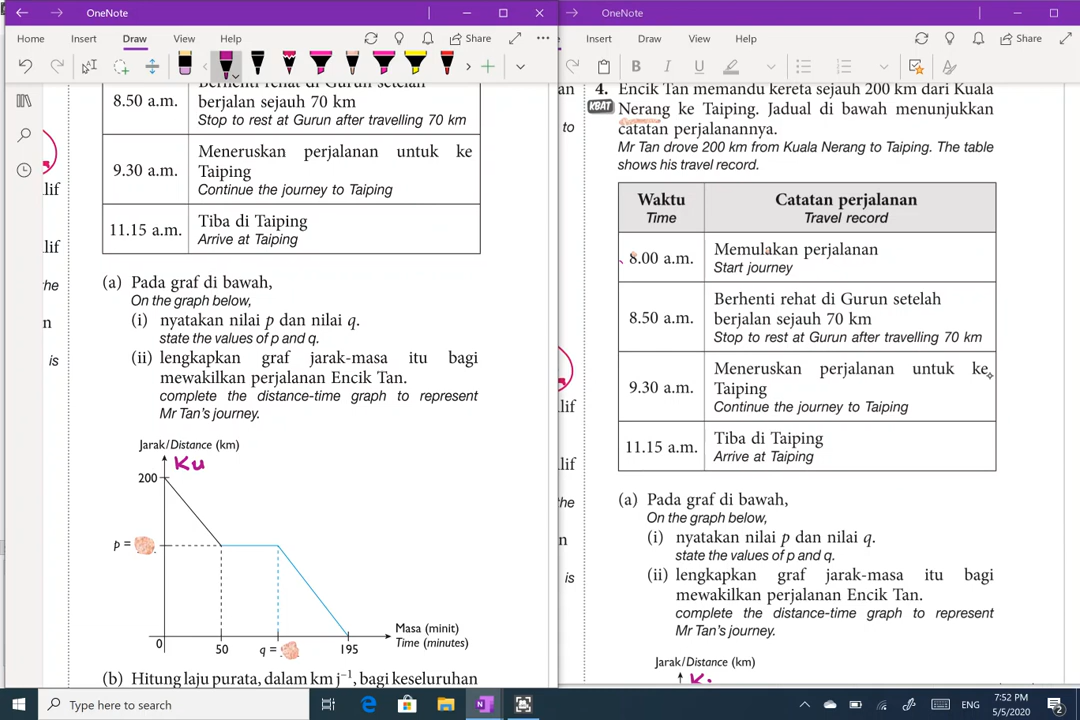 OneNote
OneNote
Home Insert Draw View Help Share
Insert Draw View Help Share
8.50 a.m.
Berhenti rehat di Gurun setelah
berjalan sejauh 70 km
Stop to rest at Gurun after travelling 70 km
9.30 a.m.
Meneruskan perjalanan untuk ke
Taiping
Continue the journey to Taiping
11.15 a.m.
Tiba di Taiping
Arrive at Taiping
lif
lif
he
n
is
(a) Pada graf di bawah,
On the graph below,
(i) nyatakan nilai p dan nilai q.
state the values of p and q.
(ii) lengkapkan graf jarak-masa itu bagi
mewakilkan perjalanan Encik Tan.
complete the distance-time graph to represent
Mr Tan's journey.
Jarak/Distance (km)
Ku
200
p =
0
50
q =
195
Masa (minit)
Time (minutes)
(b) Hitung laju purata, dalam km j⁻¹, bagi keseluruhan
an
to
lif
lif
he
n
is
4. Encik Tan memandu kereta sejauh 200 km dari Kuala
KBAT Nerang ke Taiping. Jadual di bawah menunjukkan
catatan perjalanannya.
Mr Tan drove 200 km from Kuala Nerang to Taiping. The table
shows his travel record.
Waktu
Time
Catatan perjalanan
Travel record
8.00 a.m.
Memulakan perjalanan
Start journey
8.50 a.m.
Berhenti rehat di Gurun setelah
berjalan sejauh 70 km
Stop to rest at Gurun after travelling 70 km
9.30 a.m.
Meneruskan perjalanan untuk ke
Taiping
Continue the journey to Taiping
11.15 a.m.
Tiba di Taiping
Arrive at Taiping
(a) Pada graf di bawah,
On the graph below,
(i) nyatakan nilai p dan nilai q.
state the values of p and q.
(ii) lengkapkan graf jarak-masa itu bagi
mewakilkan perjalanan Encik Tan.
complete the distance-time graph to represent
Mr Tan's journey.
Jarak/Distance (km)
Type here to search
ENG
7:52 PM
5/5/2020
2